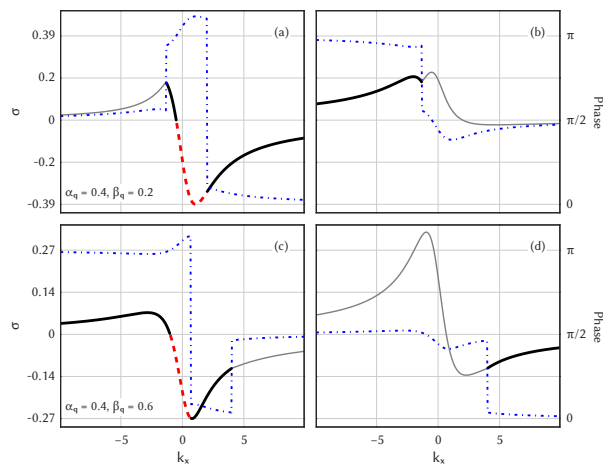 (a)
(b)
0.39
0.2
0
-0.2
-0.39
σ
α_q = 0.4, β_q = 0.2
π
π/2
0
Phase
(c)
(d)
0.27
0.14
0
-0.14
-0.27
σ
α_q = 0.4, β_q = 0.6
π
π/2
0
Phase
-5
0
5
-5
0
5
k_x
k_x